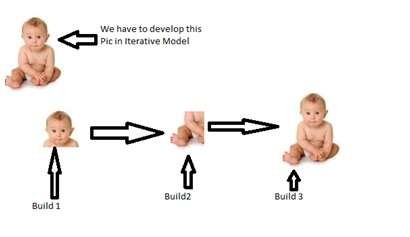 We have to develop this
Pic in Iterative Model
Build 1
Build2
Build 3